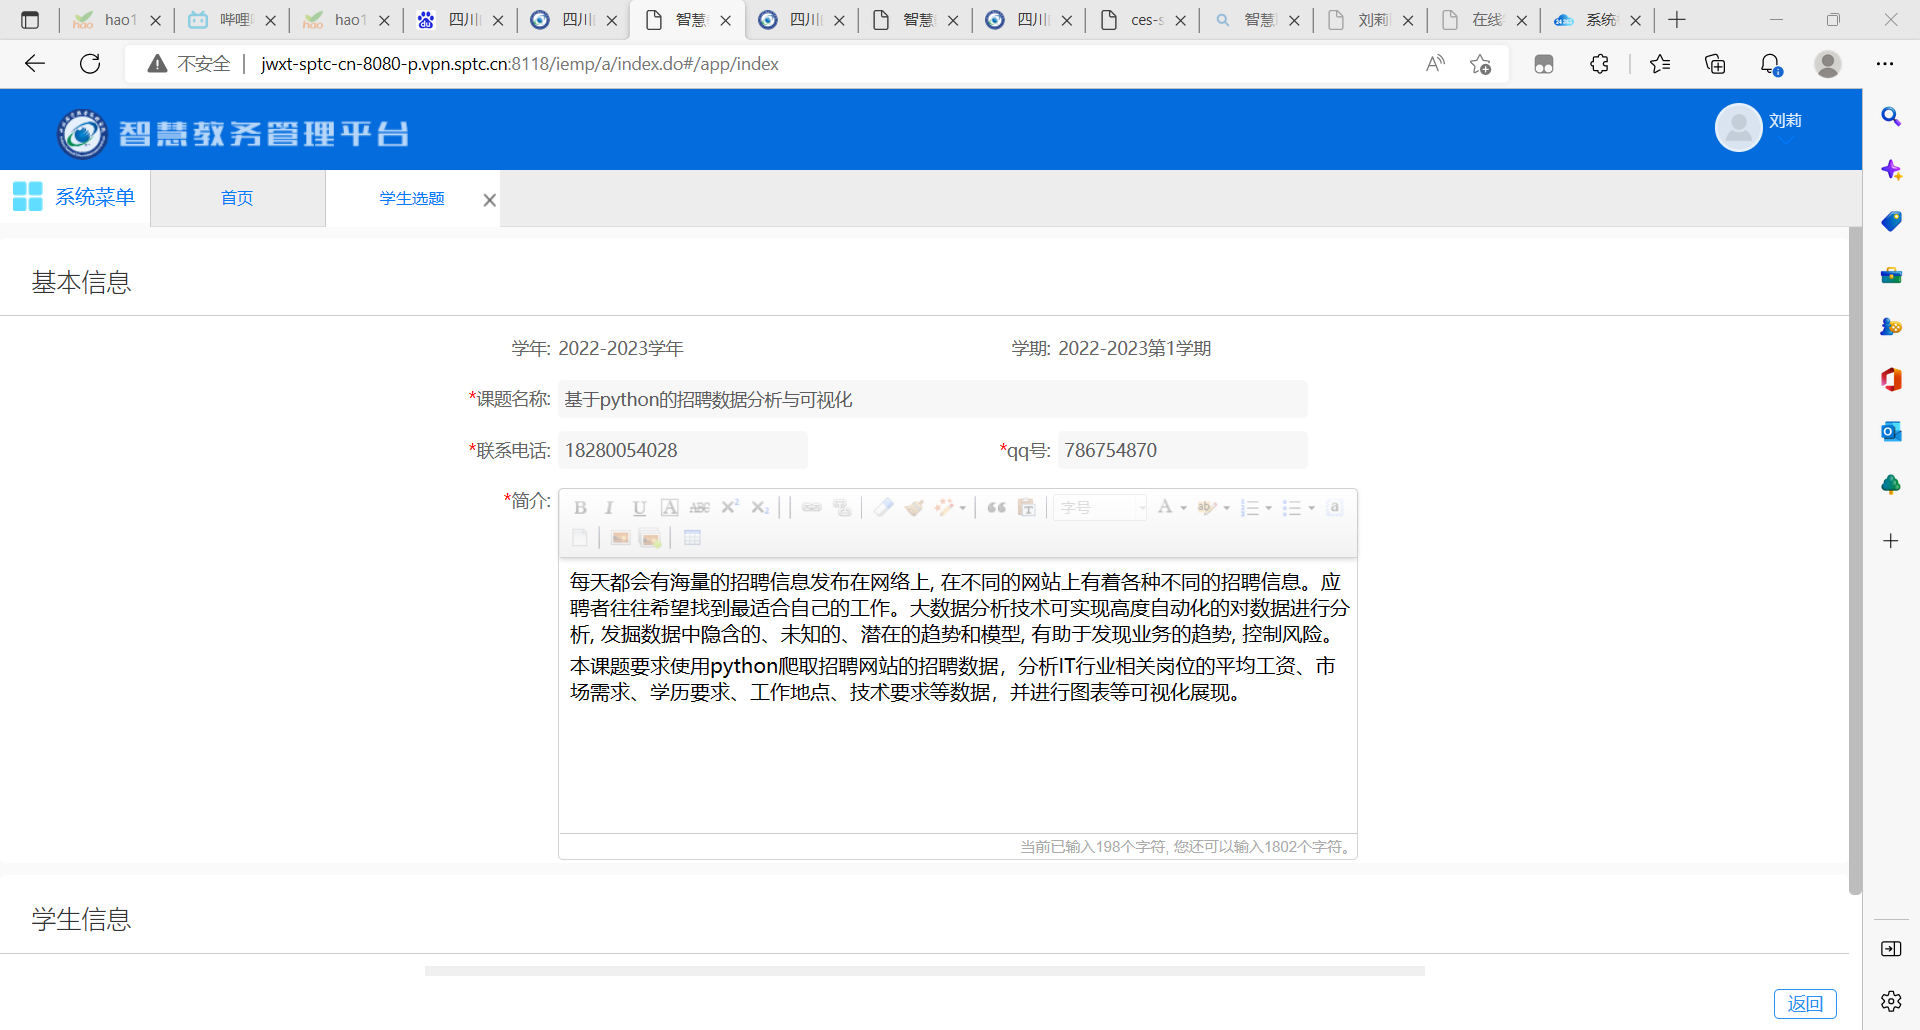 hao1
哔哩
hao1
四川
四川
智慧
四川
智慧
四川
ces-s
智慧
刘莉
在线
系统
不安全
jwxt-sptc-cn-8080-p.vpn.sptc.cn:8118/iemp/a/index.do#/app/index
智慧教务管理平台
刘莉
系统菜单
首页
学生选题
基本信息
学年: 2022-2023学年
学期: 2022-2023第1学期
*课题名称: 基于python的招聘数据分析与可视化
*联系电话: 18280054028
*qq号: 786754870
*简介:
字号
每天都会有海量的招聘信息发布在网络上, 在不同的网站上有着各种不同的招聘信息。应
聘者往往希望找到最适合自己的工作。大数据分析技术可实现高度自动化的对数据进行分
析, 发掘数据中隐含的、未知的、潜在的趋势和模型, 有助于发现业务的趋势, 控制风险。
本课题要求使用python爬取招聘网站的招聘数据，分析IT行业相关岗位的平均工资、市
场需求、学历要求、工作地点、技术要求等数据，并进行图表等可视化展现。
当前已输入198个字符, 您还可以输入1802个字符。
学生信息
返回